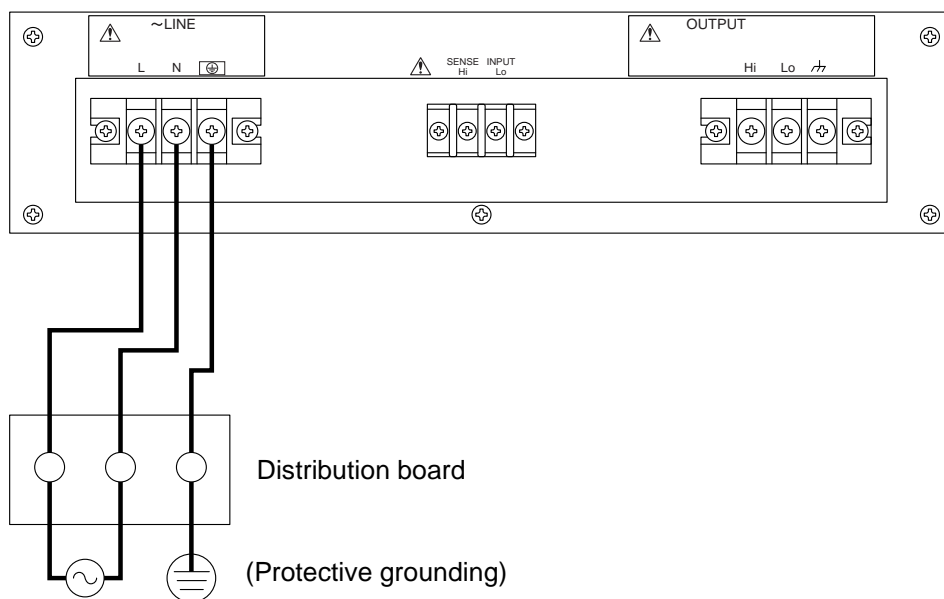 ~LINE
L N
SENSE INPUT
Hi Lo
OUTPUT
Hi Lo
Distribution board
(Protective grounding)